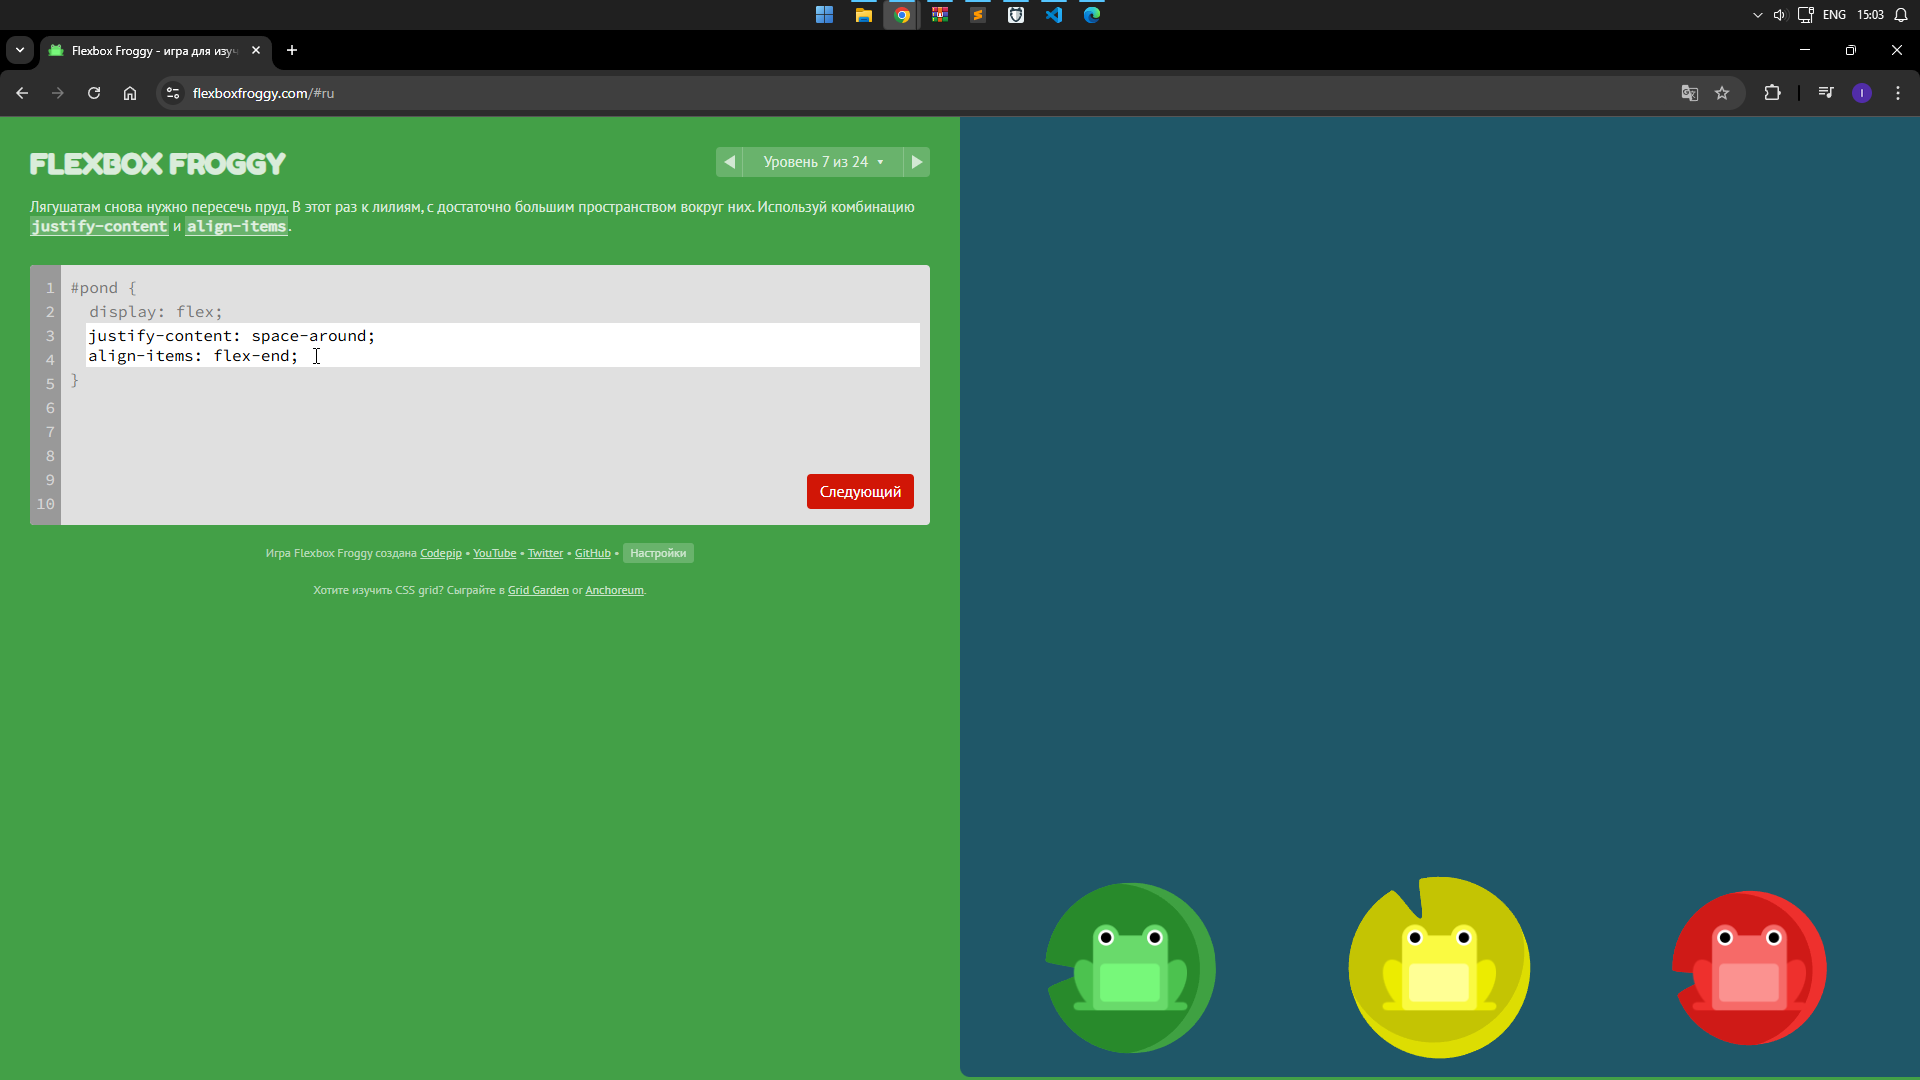 ENG 15:03
Flexbox Froggy - игра для изуч
flexboxfroggy.com/#ru
I
FLEXBOX FROGGY
Уровень 7 из 24 ▾
Лягушатам снова нужно пересечь пруд. В этот раз к лилиям, с достаточно большим пространством вокруг них. Используй комбинацию
justify-content и align-items.
1 #pond {
2 display: flex;
3 justify-content: space-around;
4 align-items: flex-end;
5 }
6
7
8
9
10
Следующий
Игра Flexbox Froggy создана Codepip • YouTube • Twitter • GitHub • Настройки
Хотите изучить CSS grid? Сыграйте в Grid Garden or Anchoreum.